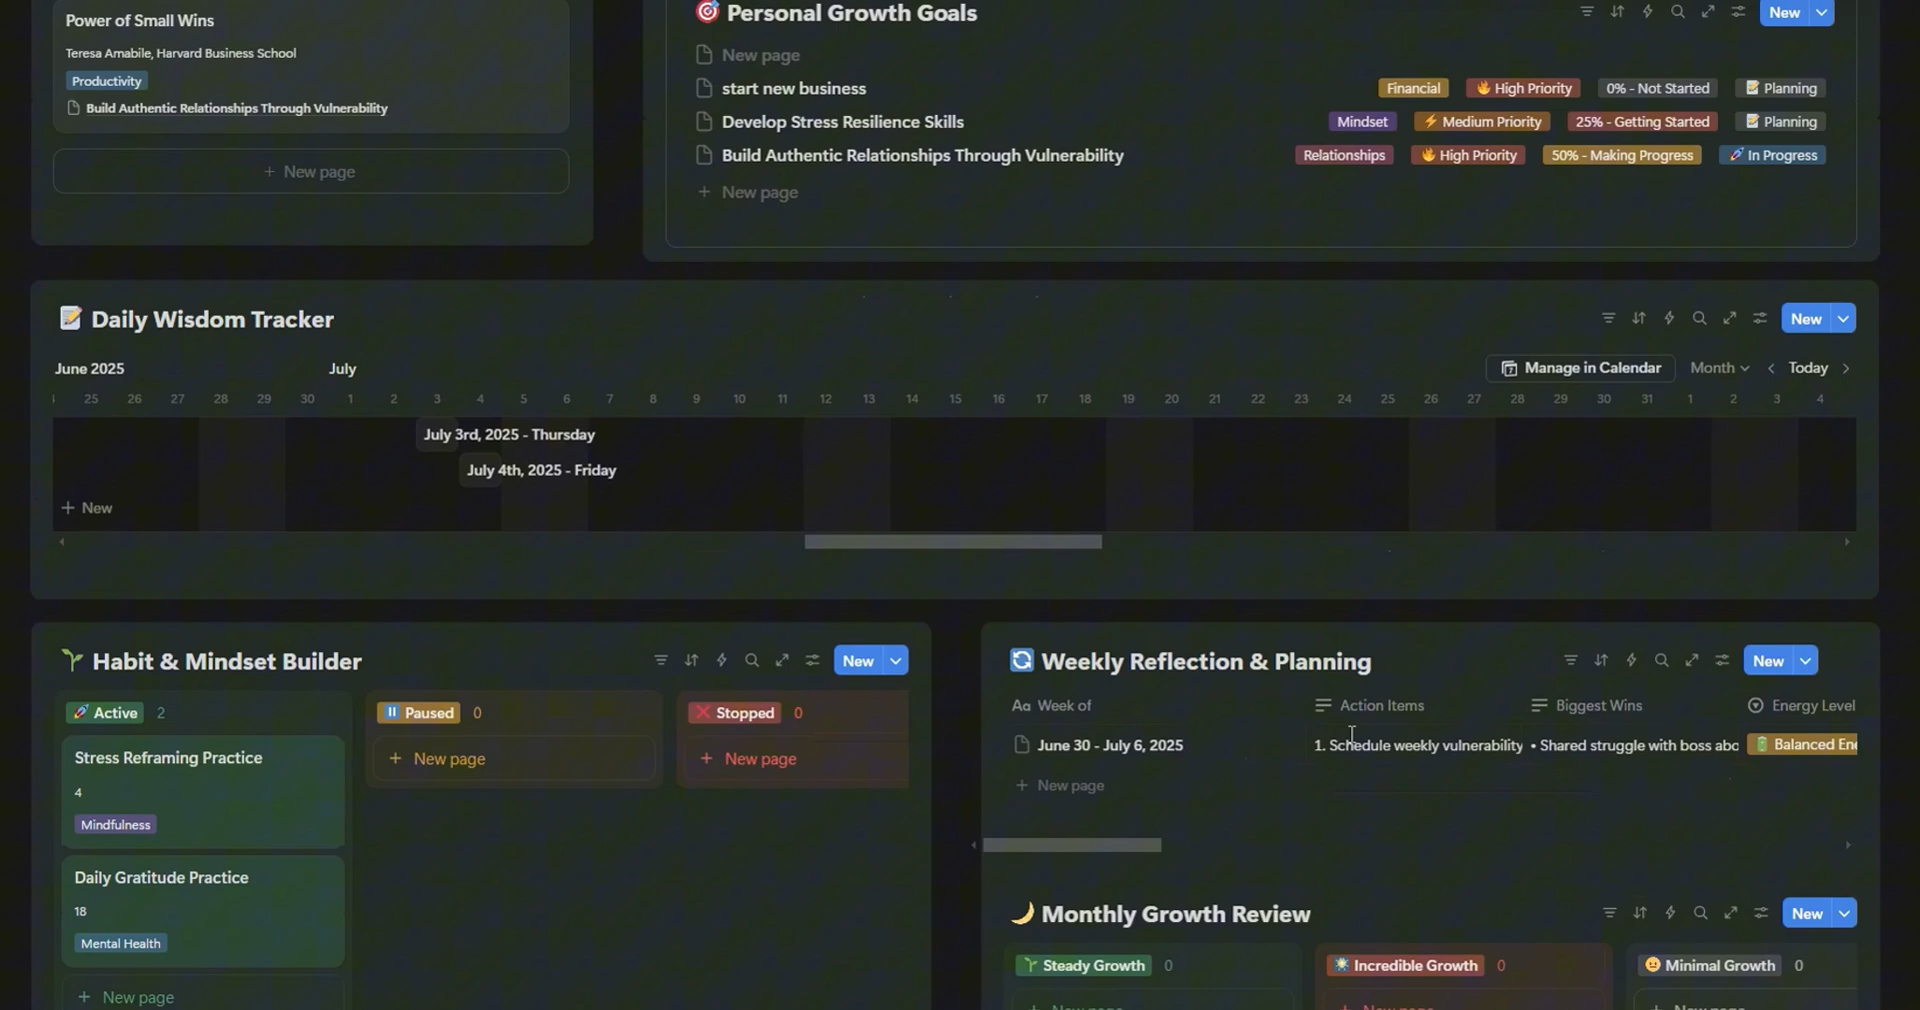 Power of Small Wins
Teresa Amabile, Harvard Business School
Productivity
Build Authentic Relationships Through Vulnerability
+ New page
Personal Growth Goals
New
New page
start new business Financial High Priority 0% - Not Started Planning
Develop Stress Resilience Skills Mindset Medium Priority 25% - Getting Started Planning
Build Authentic Relationships Through Vulnerability Relationships High Priority 50% - Making Progress In Progress
+ New page
Daily Wisdom Tracker
New
June 2025 July
Manage in Calendar Month Today
25 26 27 28 29 30 1 2 3 4 5 6 7 8 9 10 11 12 13 14 15 16 17 18 19 20 21 22 23 24 25 26 27 28 29 30 31 1 2 3 4
July 3rd, 2025 - Thursday
July 4th, 2025 - Friday
+ New
Habit & Mindset Builder
New
Active 2 Paused 0 Stopped 0
Stress Reframing Practice
4
Mindfulness
+ New page
+ New page
Daily Gratitude Practice
18
Mental Health
+ New page
Weekly Reflection & Planning
New
Aa Week of Action Items Biggest Wins Energy Level
June 30 - July 6, 2025 1. Schedule weekly vulnerability • Shared struggle with boss abo Balanced Ene
+ New page
Monthly Growth Review
New
Steady Growth 0 Incredible Growth 0 Minimal Growth 0